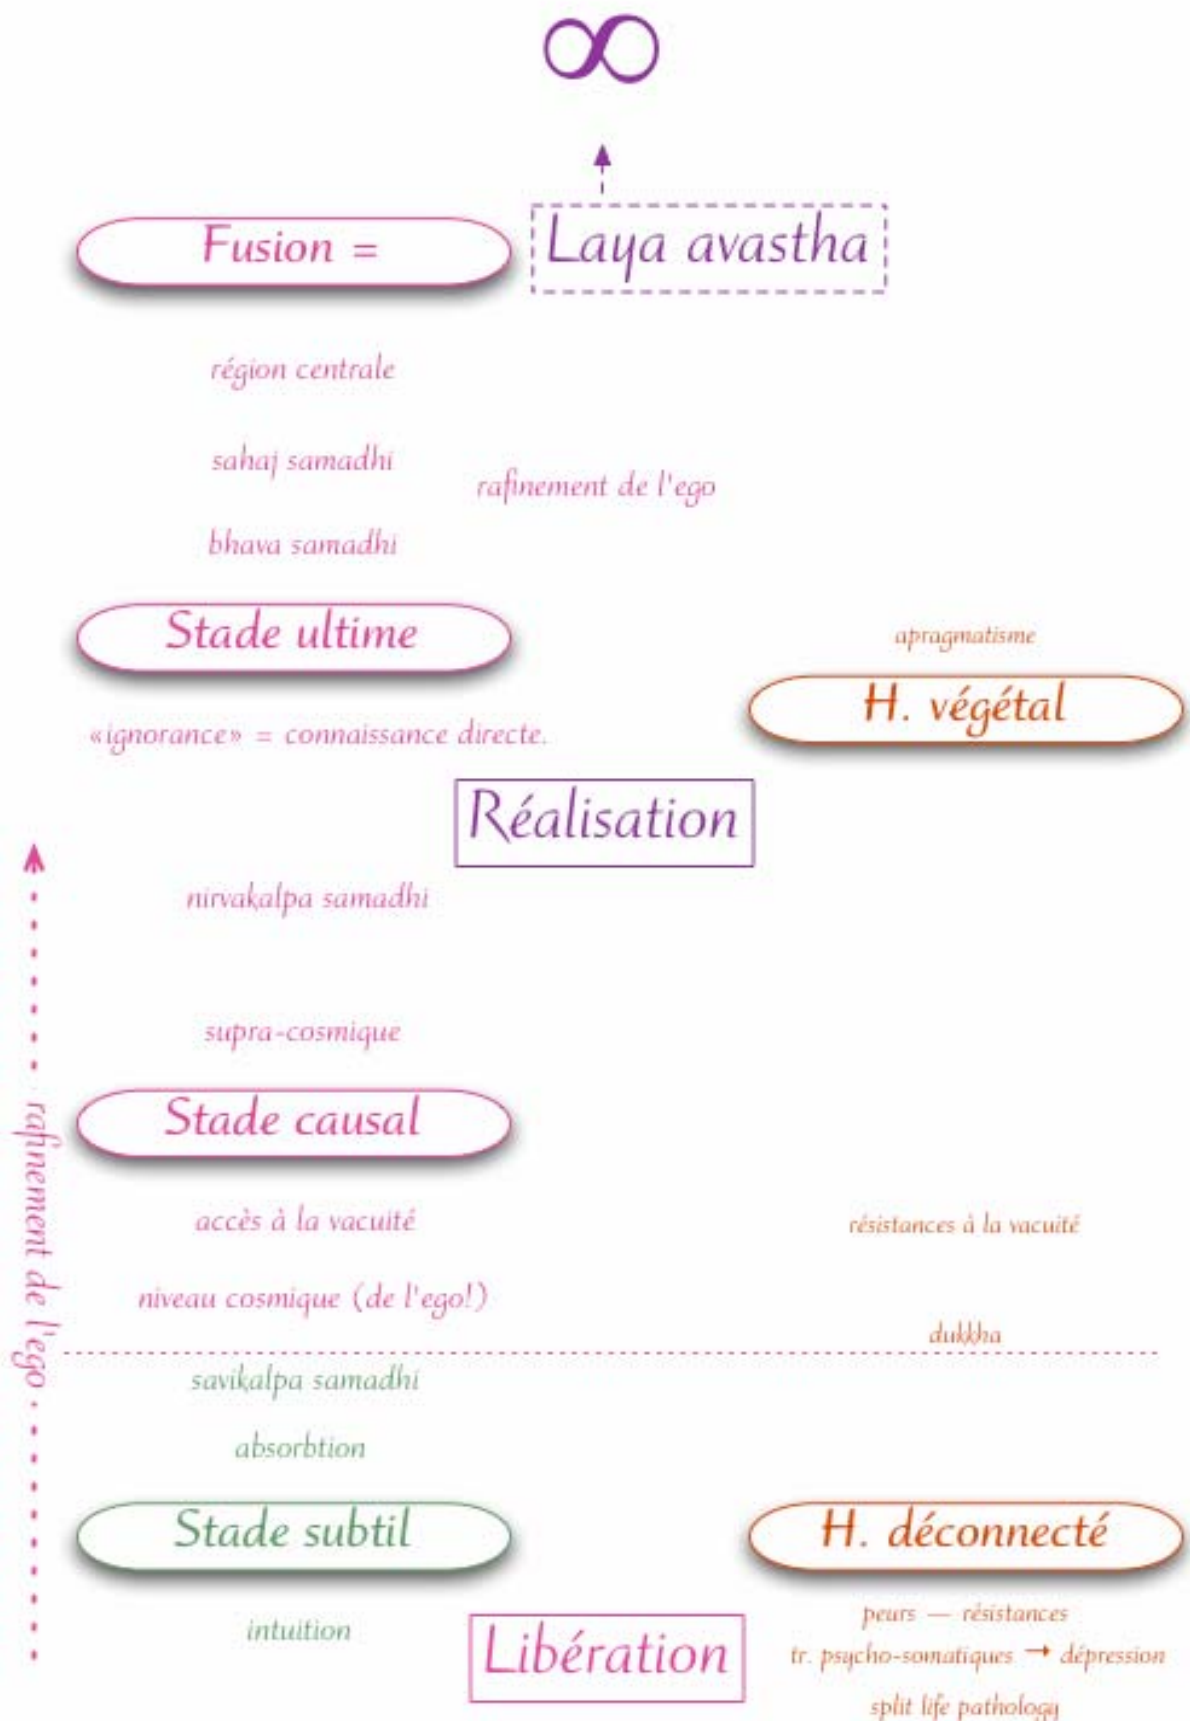 ∞
Fusion =
Laya avastha
région centrale
sahaj samadhi
rafinement de l'ego
bhava samadhi
Stade ultime
apragmatisme
H. végétal
«ignorance» = connaissance directe.
Réalisation
nirvakalpa samadhi
supra-cosmique
Stade causal
rafinement de l'ego
accès à la vacuité
résistances à la vacuité
niveau cosmique (de l'ego!)
dukkha
savikalpa samadhi
absorbtion
Stade subtil
H. déconnecté
intuition
Libération
peurs — résistances
tr. psycho-somatiques → dépression
split life pathology